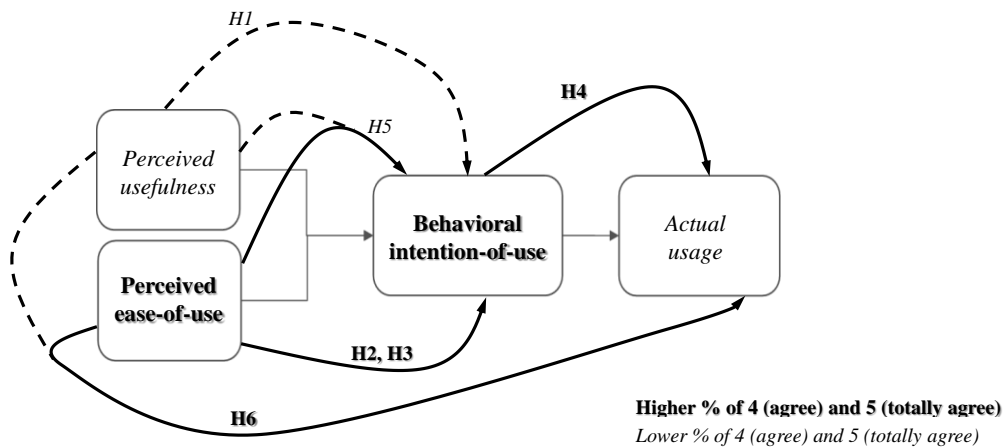 H1
H4
H5
Perceived
usefulness
Behavioral
intention-of-use
Actual
usage
Perceived
ease-of-use
H2, H3
H6
Higher % of 4 (agree) and 5 (totally agree)
Lower % of 4 (agree) and 5 (totally agree)